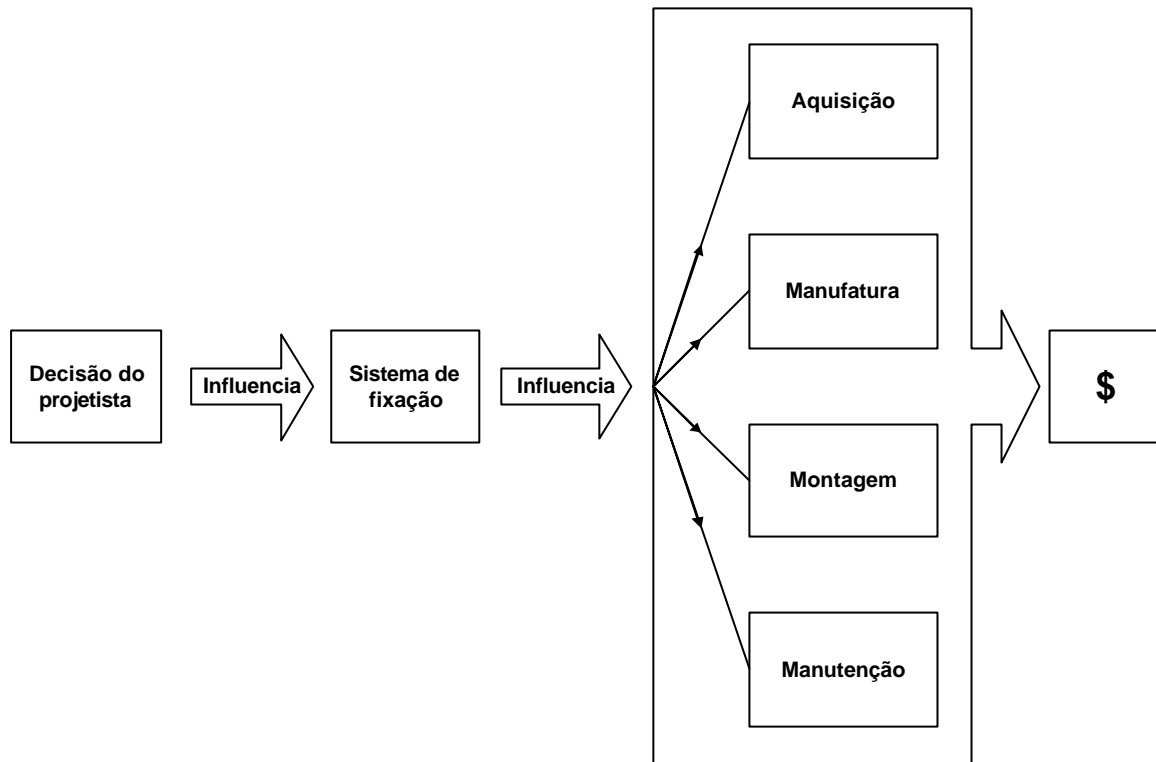 Aquisição
Manufatura
Decisão do
projetista
Influencia
Sistema de
fixação
Influencia
$
Montagem
Manutenção